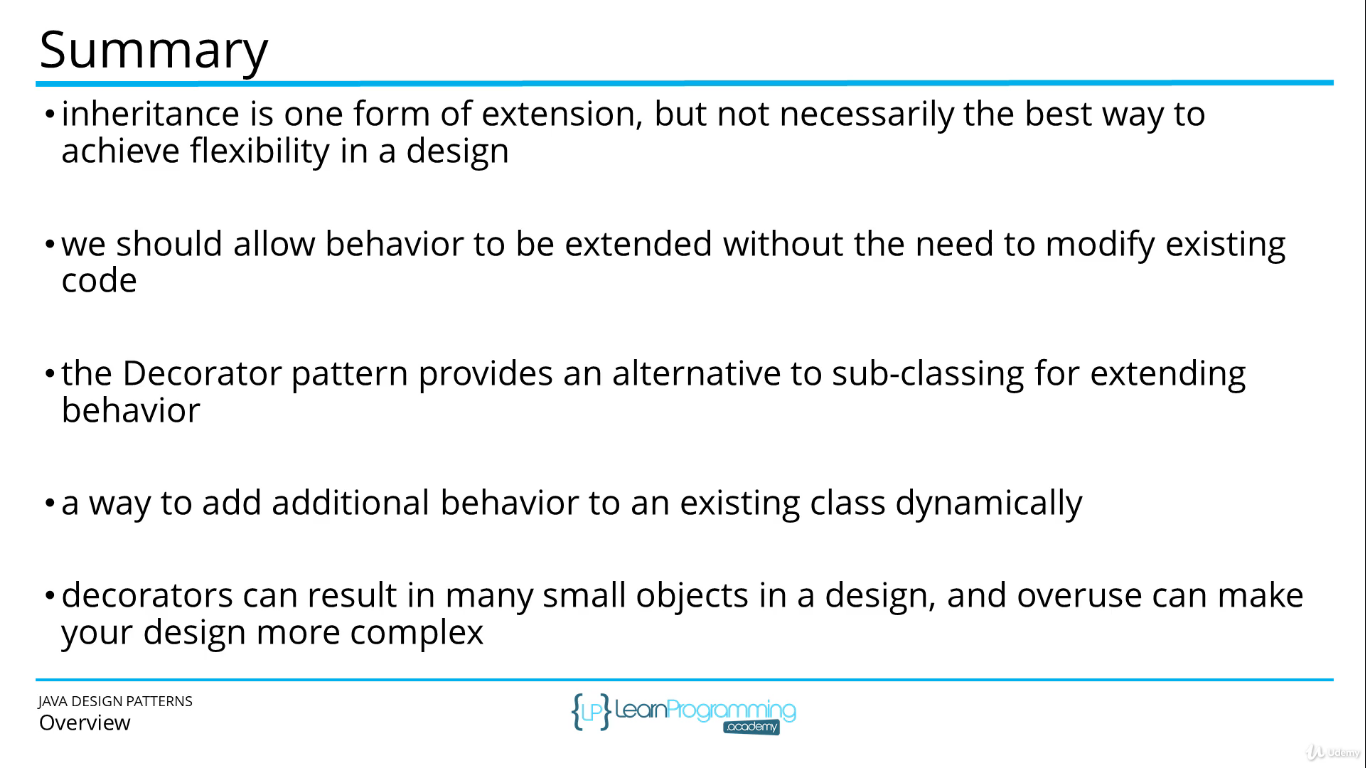 Summary
• inheritance is one form of extension, but not necessarily the best way to
achieve flexibility in a design
• we should allow behavior to be extended without the need to modify existing
code
• the Decorator pattern provides an alternative to sub-classing for extending
behavior
• a way to add additional behavior to an existing class dynamically
• decorators can result in many small objects in a design, and overuse can make
your design more complex
JAVA DESIGN PATTERNS
Overview
{LP} LearnProgramming
.academy
Udemy